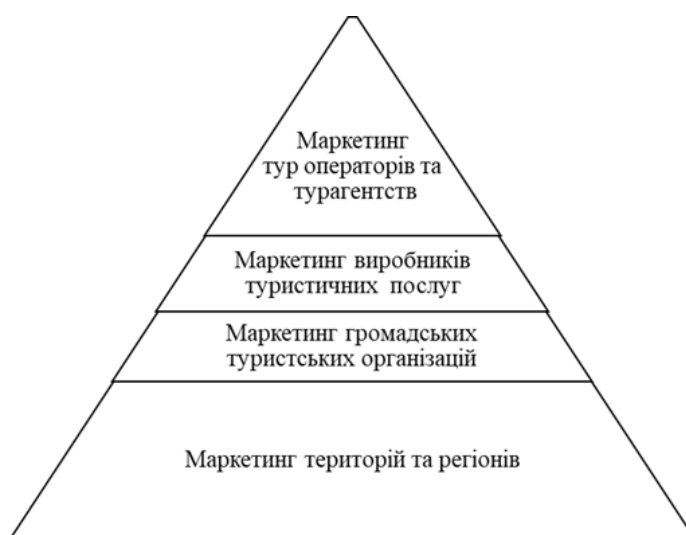 Маркетинг
тур операторів та
турагентств
Маркетинг виробників
туристичних послуг
Маркетинг громадських
туристських організацій
Маркетинг територій та регіонів